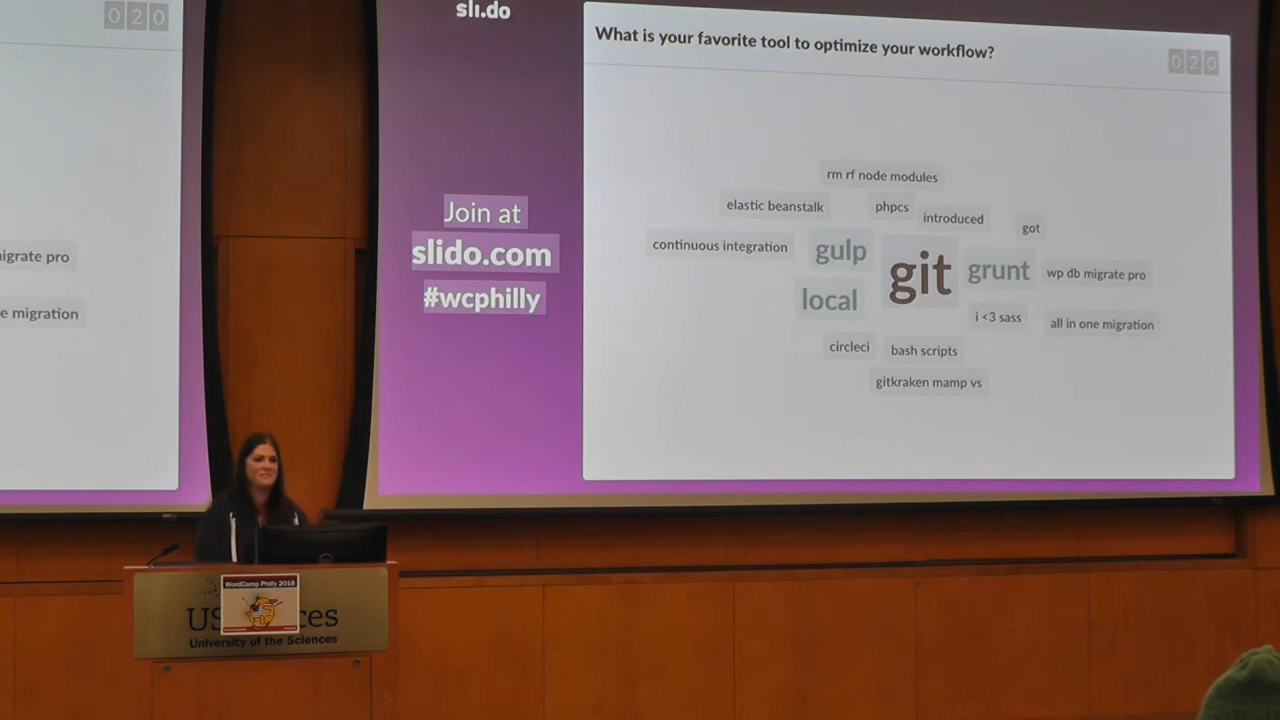 020
igrate pro
e migration
sli.do
Join at
slido.com
#wcphilly
What is your favorite tool to optimize your workflow?
020
rm rf node modules
elastic beanstalk
phpcs
introduced
got
continuous integration
gulp
git
grunt
wp db migrate pro
local
i <3 sass
all in one migration
circleci
bash scripts
gitkraken mamp vs
WordCamp Philly 2018
US ces
University of the Sciences